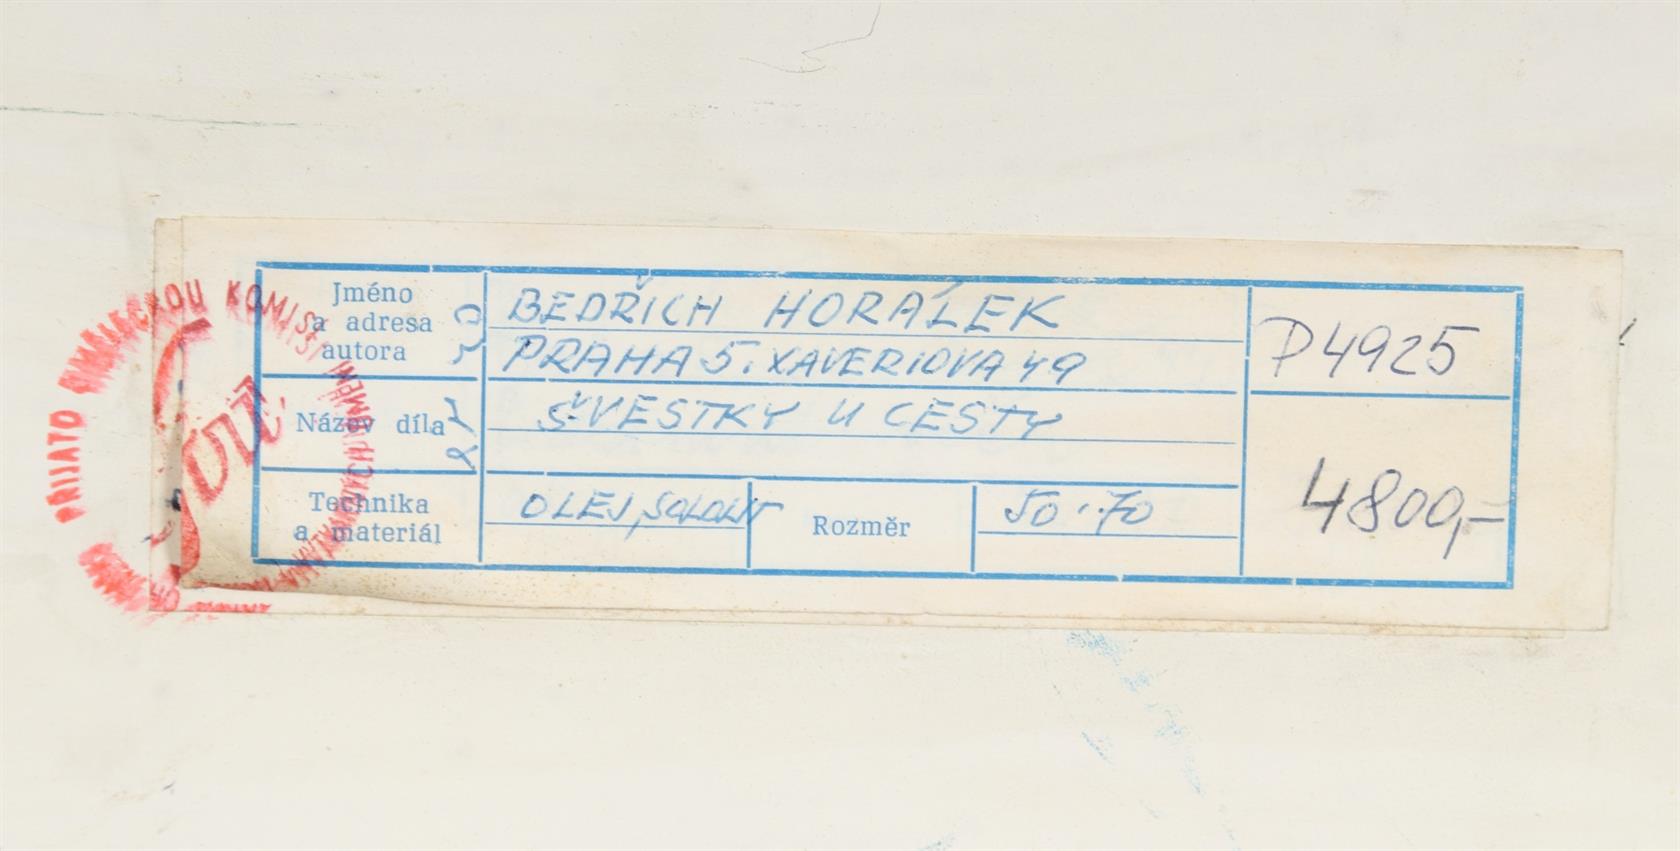 Jméno
a adresa
autora
BEDŘICH HORÁLEK
PRAHA 5. XAVERIOVA 49
P4925
Název díla
ŠVESTKY U CESTY
4800,-
Technika
a materiál
OLEJ, SOLOLIT
Rozměr
50 . . 70
PŘIJATO KOMISÍ